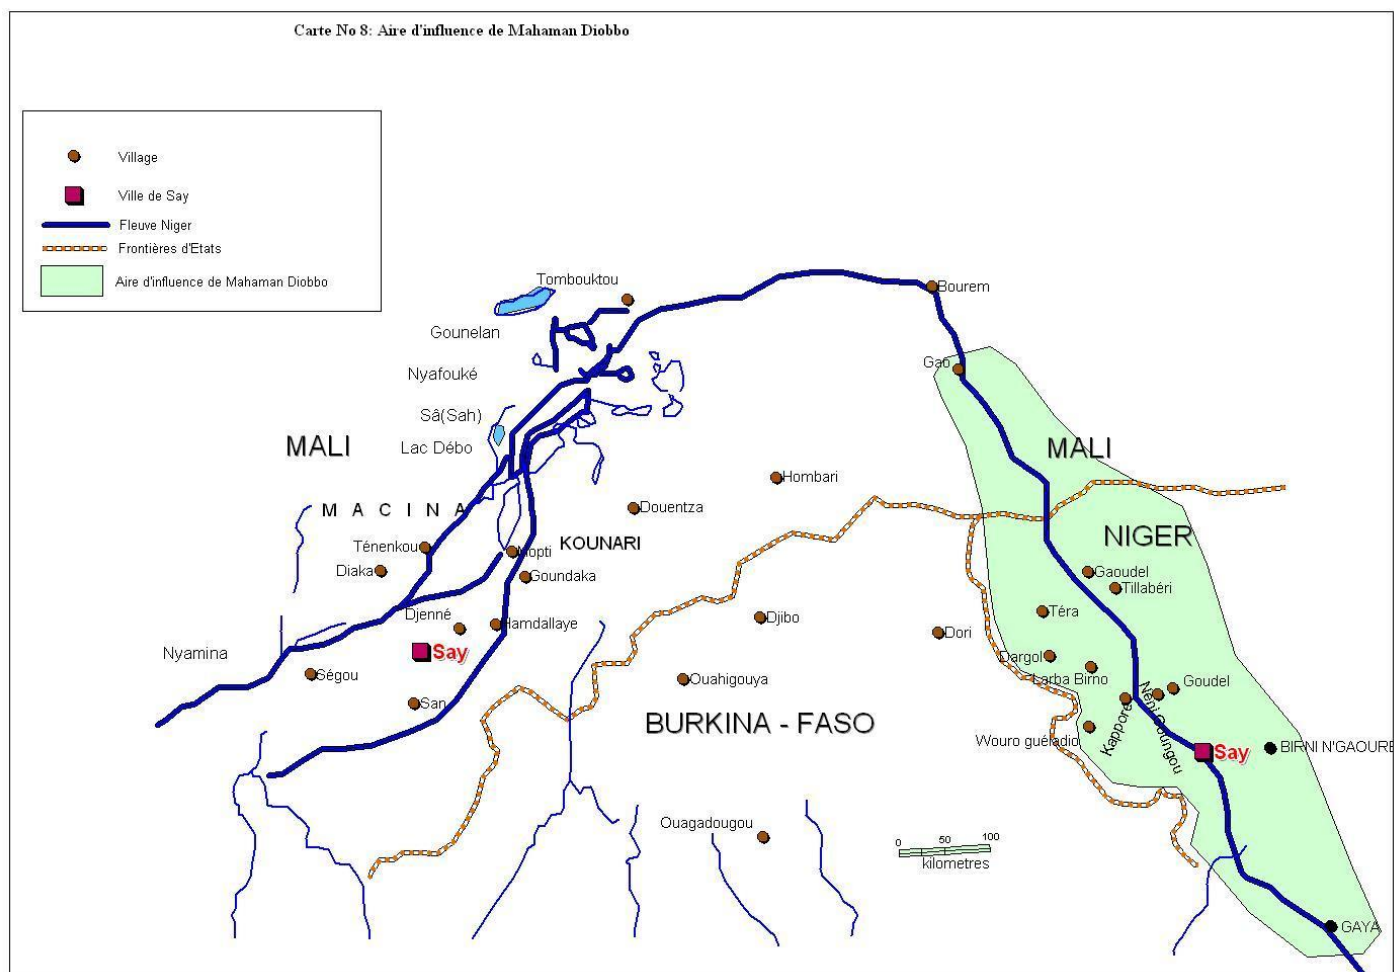 Carte No 8: Aire d'influence de Mahaman Diobbo
Village
Ville de Say
Fleuve Niger
Frontières d'Etats
Aire d'influence de Mahaman Diobbo
Tombouktou
Bourem
Gounelan
Gao
Nyafouké
Sâ(Sah)
MALI
Lac Débo
MALI
Hombari
M A C I N A
Douentza
NIGER
Ténenkou
Mopti
KOUNARI
Diaka
Goundaka
Gaoudel
Tillabéri
Téra
Djenné
Hamdallaye
Djibo
Dori
Nyamina
Say
Dargol
Ségou
Ouahigouya
Larba Birno
Goudel
San
BURKINA - FASO
Kapporé
Néni Goungou
Wouro guéladio
Say
BIRNI N'GAOURE
Ouagadougou
0 50 100
kilometres
GAYA